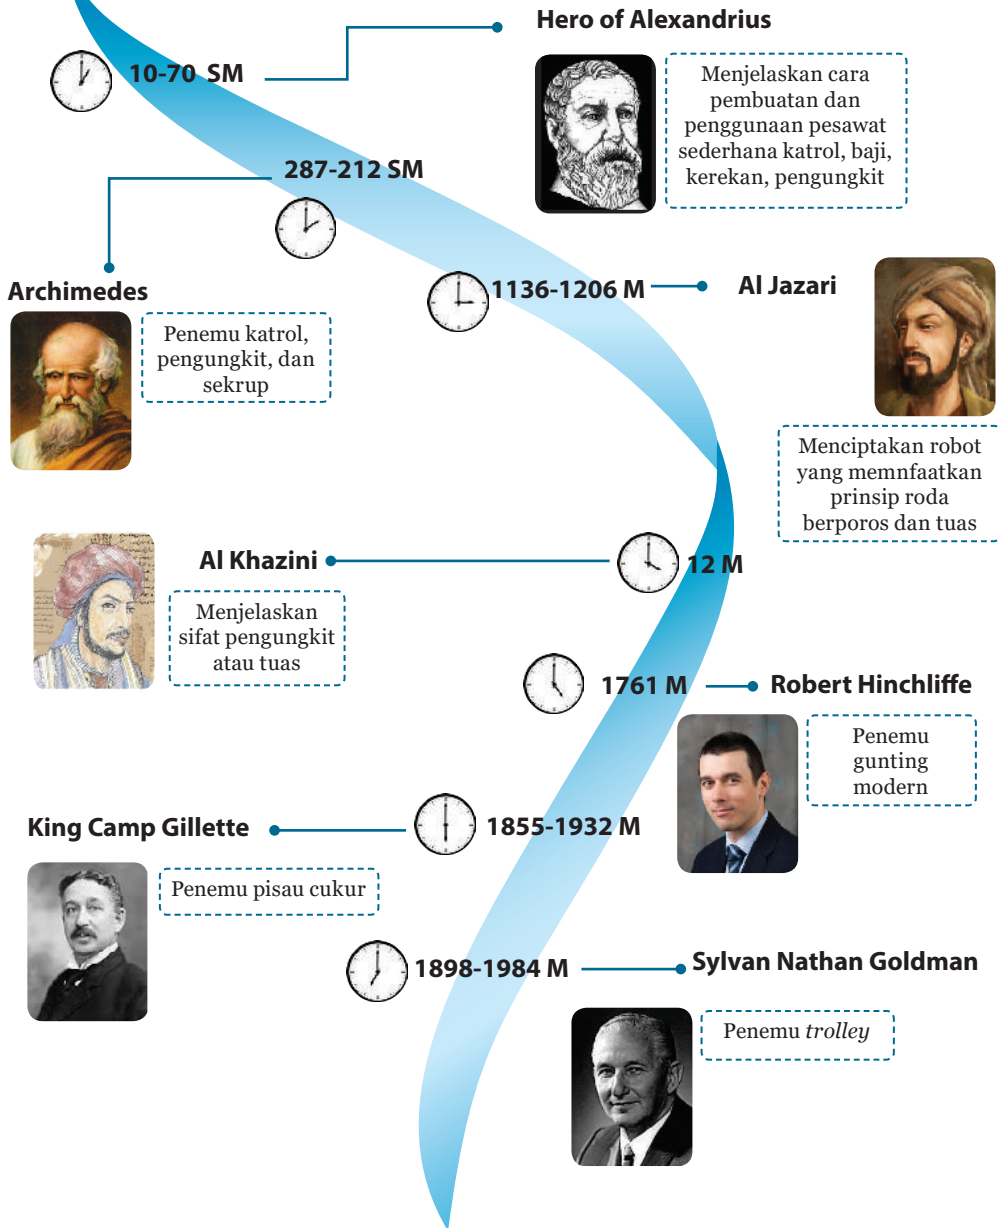 Hero of Alexandrius
10-70 SM
Menjelaskan cara
pembuatan dan
penggunaan pesawat
sederhana katrol, baji,
kerekan, pengungkit
287-212 SM
Archimedes
Penemu katrol,
pengungkit, dan
sekrup
1136-1206 M
Al Jazari
Menciptakan robot
yang memnfaatkan
prinsip roda
berporos dan tuas
12 M
Al Khazini
Menjelaskan
sifat pengungkit
atau tuas
1761 M
Robert Hinchliffe
Penemu
gunting
modern
1855-1932 M
King Camp Gillette
Penemu pisau cukur
1898-1984 M
Sylvan Nathan Goldman
Penemu trolley